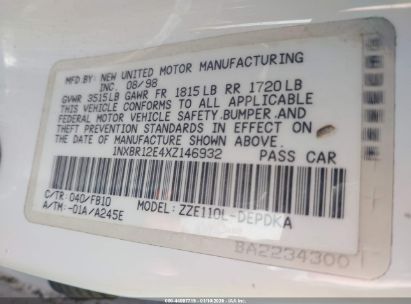 MFD.BY: NEW UNITED MOTOR MANUFACTURING
INC. 08/98
GVWR 3515LB GAWR FR 1815LB RR 1720LB
THIS VEHICLE CONFORMS TO ALL APPLICABLE
FEDERAL MOTOR VEHICLE SAFETY,BUMPER,AND
THEFT PREVENTION STANDARDS IN EFFECT ON
THE DATE OF MANUFACTURE SHOWN ABOVE.
1NXBR12E4XZ146932 PASS CAR
C/TR: 040/FB10 MODEL: ZZE110L-DEPDKA
A/TM: -01A/A245E
BA2234300